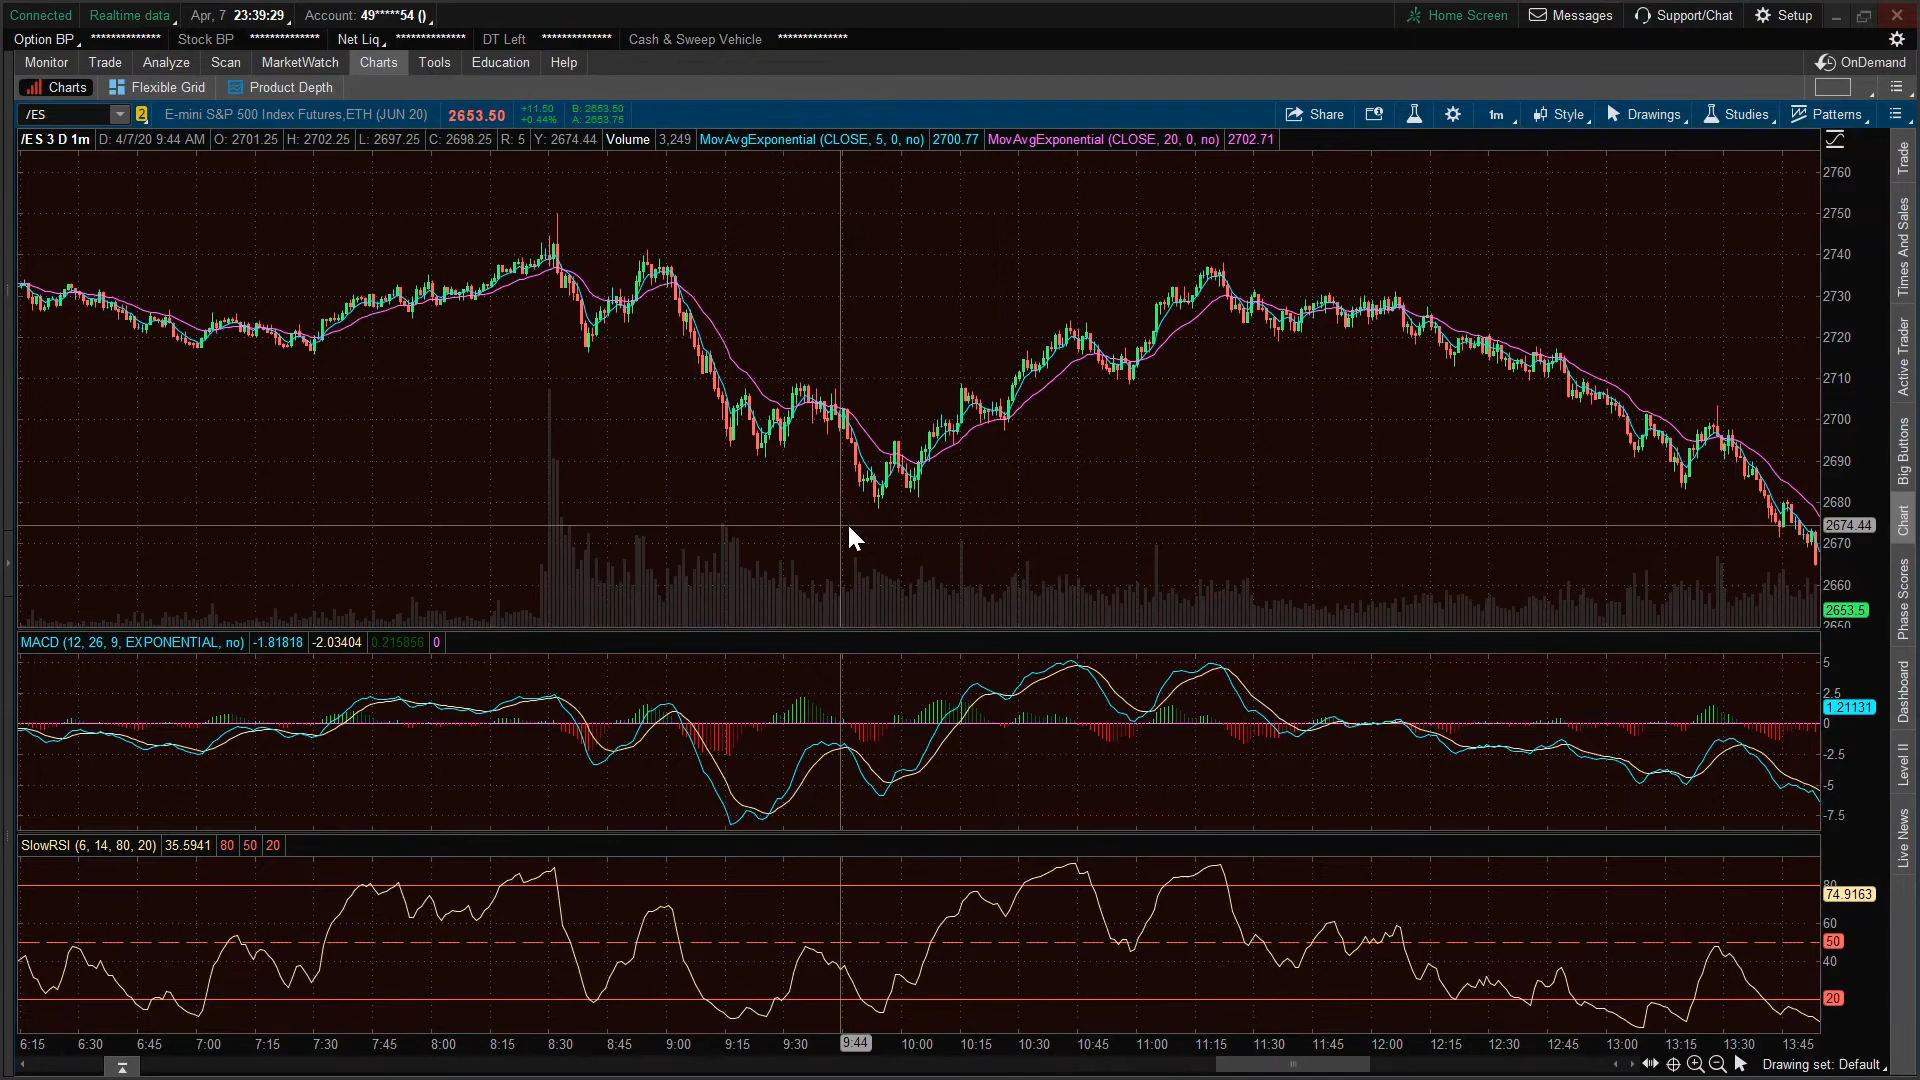 Connected Realtime data Apr, 7 23:39:29 Account: 49*****54 () Home Screen Messages Support/Chat Setup
Option BP ************** Stock BP ************** Net Liq ************** DT Left ************** Cash & Sweep Vehicle **************
Monitor Trade Analyze Scan MarketWatch Charts Tools Education Help OnDemand
Charts Flexible Grid Product Depth
/ES 2 E-mini S&P 500 Index Futures,ETH (JUN 20) 2653.50 +11.50 B: 2653.50 Share 1m Style Drawings Studies Patterns
+0.44% A: 2653.75
/ES 3 D 1m D: 4/7/20 9:44 AM O: 2701.25 H: 2702.25 L: 2697.25 C: 2698.25 R: 5 Y: 2674.44 Volume 3,249 MovAvgExponential (CLOSE, 5, 0, no) 2700.77 MovAvgExponential (CLOSE, 20, 0, no) 2702.71
2760
2750
2740
2730
2720
2710
2700
2690
2680
2674.44
2670
2660
2653.5
2650
MACD (12, 26, 9, EXPONENTIAL, no) -1.81818 -2.03404 0.215856 0
5
2.5
1.21131
0
-2.5
-5
-7.5
SlowRSI (6, 14, 80, 20) 35.5941 80 50 20
80
74.9163
60
50
40
20
6:15 6:30 6:45 7:00 7:15 7:30 7:45 8:00 8:15 8:30 8:45 9:00 9:15 9:30 9:44 10:00 10:15 10:30 10:45 11:00 11:15 11:30 11:45 12:00 12:15 12:30 12:45 13:00 13:15 13:30 13:45
Drawing set: Default
Trade
Times And Sales
Active Trader
Big Buttons
Chart
Phase Scores
Dashboard
Level II
Live News